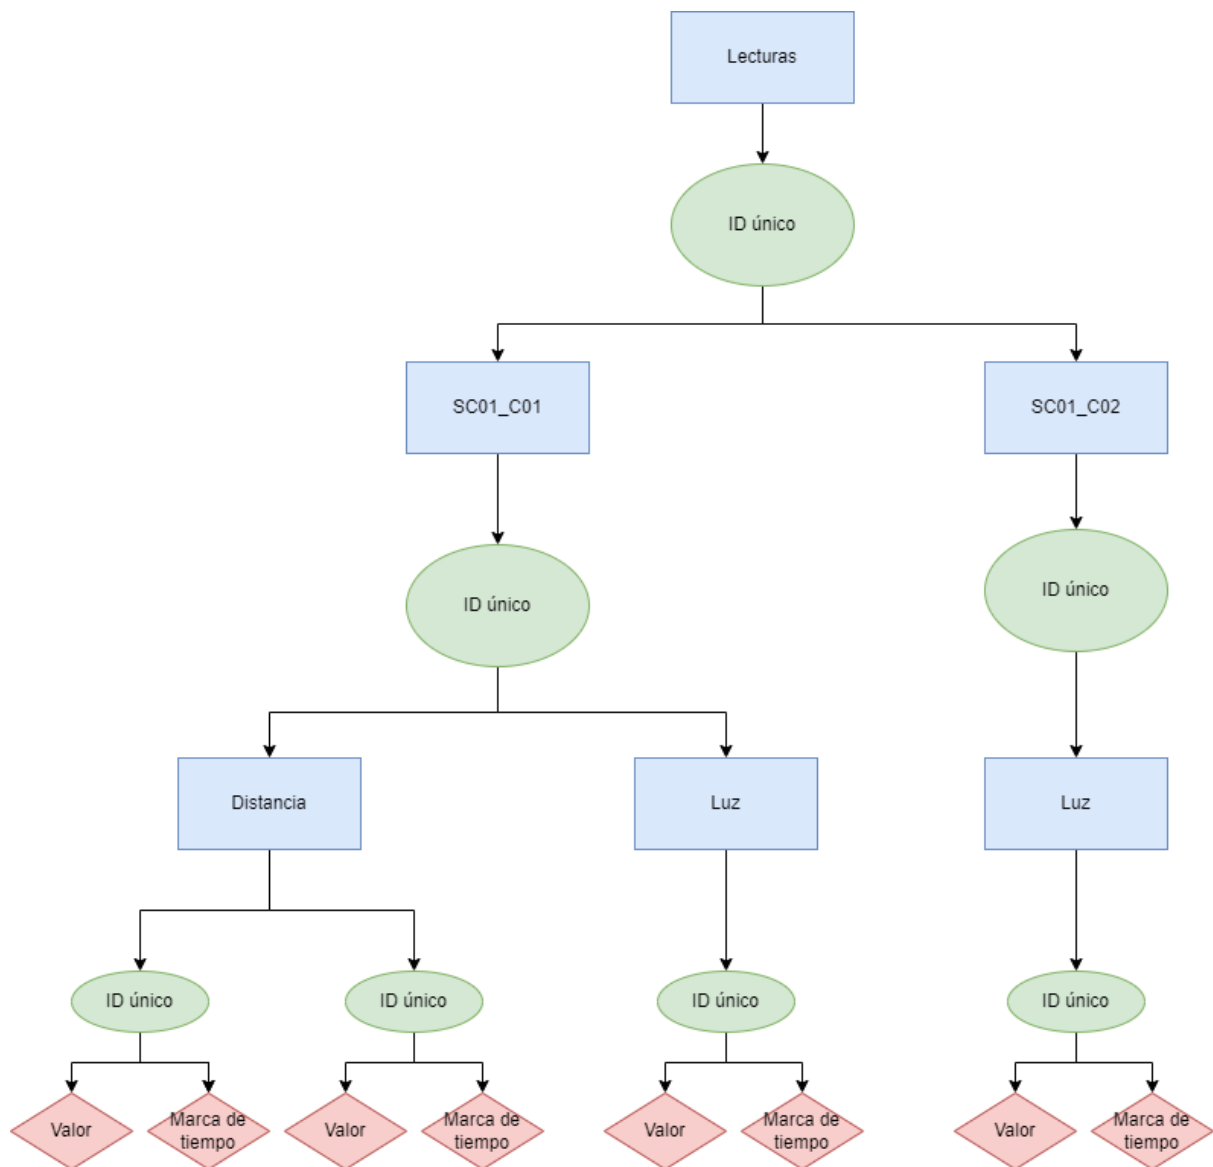 Lecturas
ID único
SC01_C01
SC01_C02
ID único
ID único
Distancia
Luz
Luz
ID único
ID único
ID único
ID único
Valor
Marca de
tiempo
Valor
Marca de
tiempo
Valor
Marca de
tiempo
Valor
Marca de
tiempo